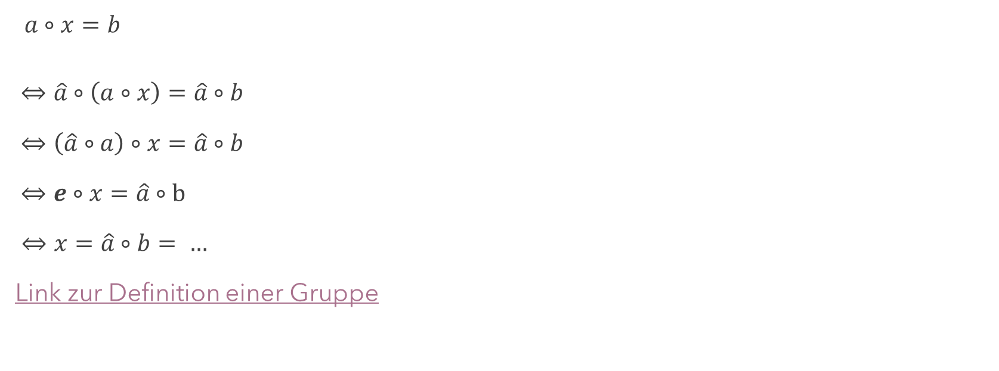 a ∘ x = b
⇔ â ∘ (a ∘ x) = â ∘ b
⇔ (â ∘ a) ∘ x = â ∘ b
⇔ e ∘ x = â ∘ b
⇔ x = â ∘ b = ...
Link zur Definition einer Gruppe